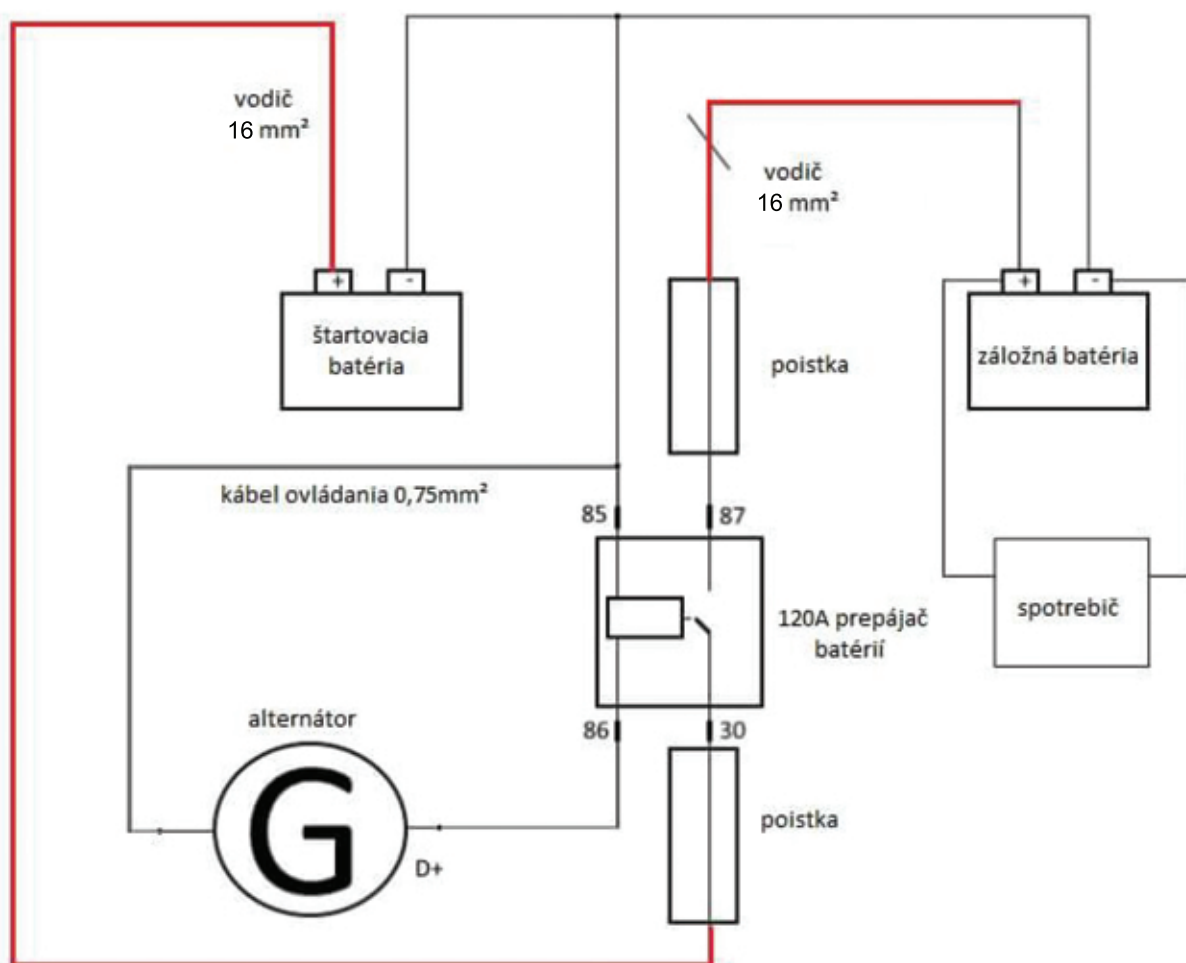 vodič
16 mm²
vodič
16 mm²
+ -
štartovacia
batéria
poistka
+ -
záložná batéria
kábel ovládania 0,75mm²
85 87
120A prepájač
batérií
spotrebič
alternátor
86 30
G
poistka
D+